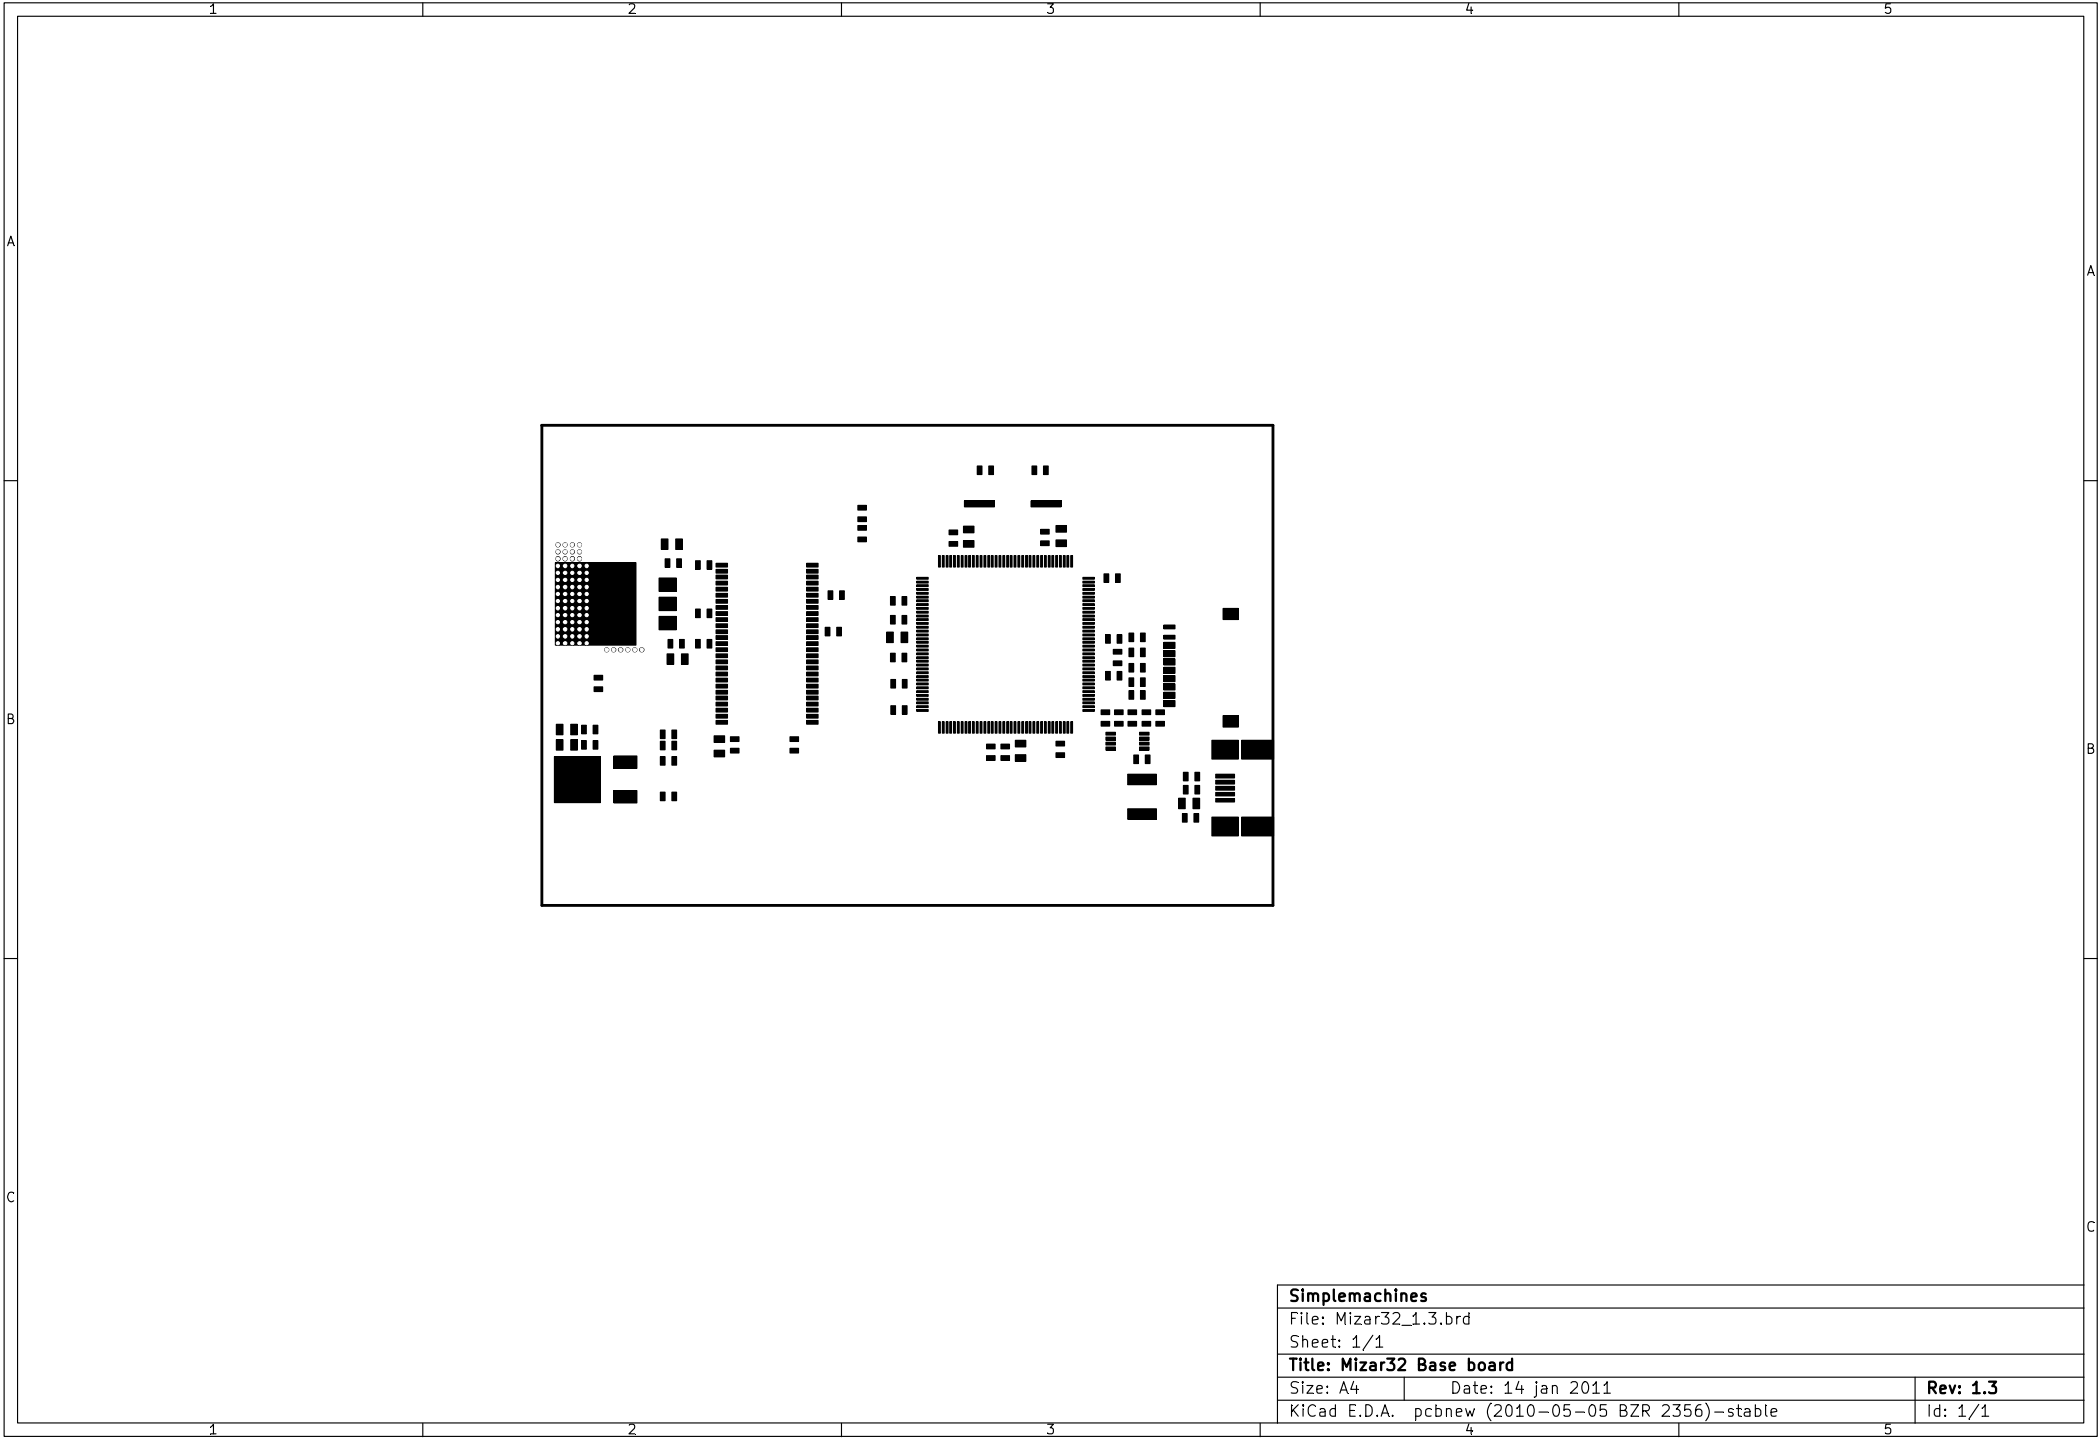 1 2 3 4 5
A A
B B
C C
Simplemachines
File: Mizar32_1.3.brd
Sheet: 1/1
Title: Mizar32 Base board
Size: A4 Date: 14 jan 2011 Rev: 1.3
KiCad E.D.A. pcbnew (2010-05-05 BZR 2356)-stable Id: 1/1
1 2 3 4 5